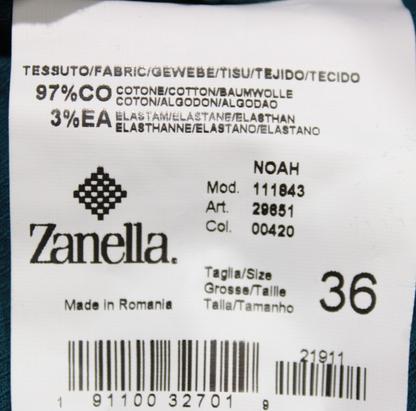 TESSUTO/FABRIC/GEWEBE/TISU/TEJIDO/TECIDO
97%CO COTONE/COTTON/BAUMWOLLE
COTON/ALGODON/ALGODAO
3%EA ELASTAM/ELASTANE/ELASTHAN
ELASTHANNE/ELASTANO/ELASTANO
NOAH
Mod. 111843
Art. 29651
Col. 00420
Zanella.
Taglia/Size
Grosse/Taille
Talla/Tamanho
36
Made in Romania
21911
1 91100 32701 9